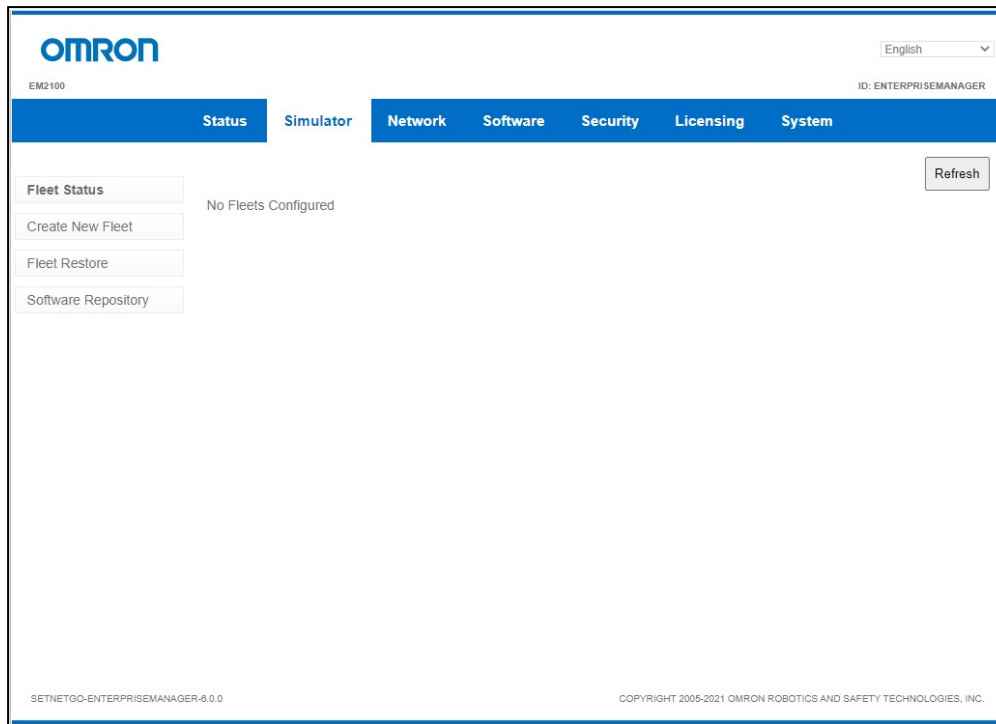 OMRON
English
EM2100
ID: ENTERPRISEMANAGER
Status Simulator Network Software Security Licensing System
Refresh
Fleet Status
No Fleets Configured
Create New Fleet
Fleet Restore
Software Repository
SETNETGO-ENTERPRISEMANAGER-6.0.0
COPYRIGHT 2005-2021 OMRON ROBOTICS AND SAFETY TECHNOLOGIES, INC.